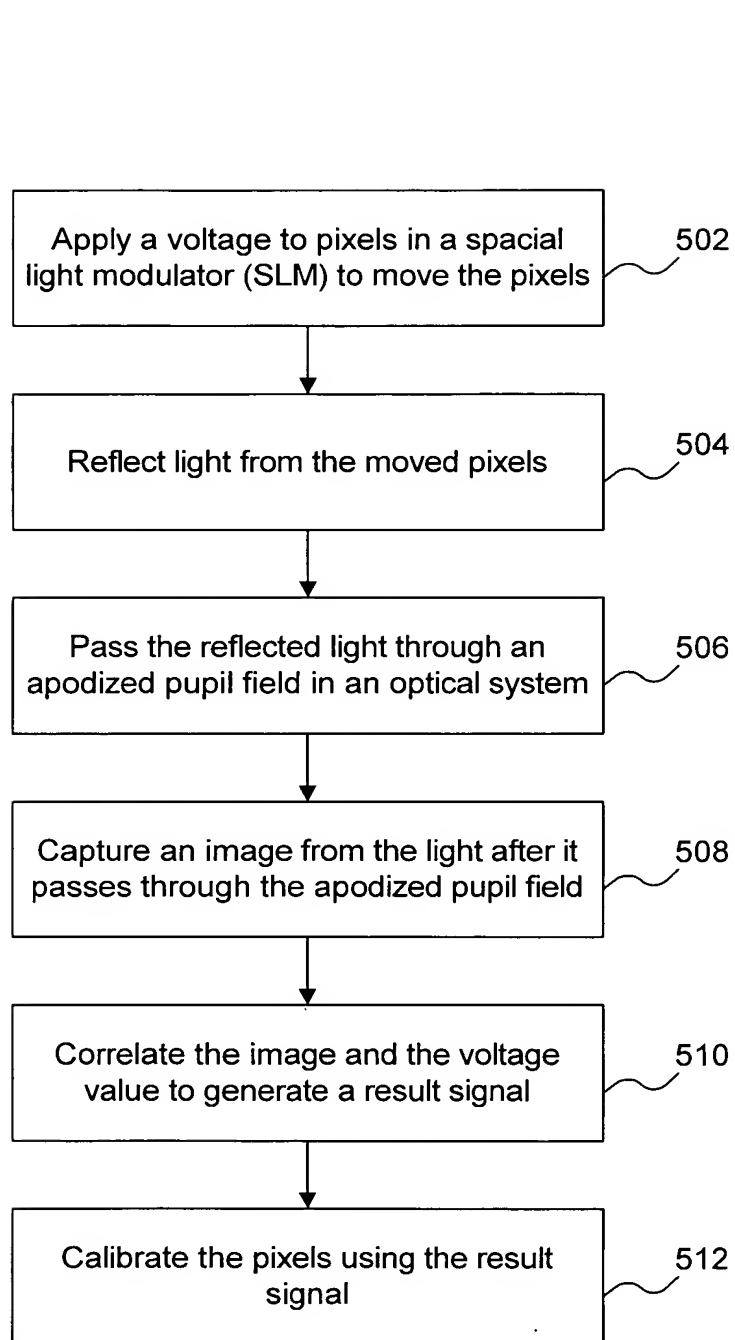 Apply a voltage to pixels in a spacial
light modulator (SLM) to move the pixels
502
Reflect light from the moved pixels
504
Pass the reflected light through an
apodized pupil field in an optical system
506
Capture an image from the light after it
passes through the apodized pupil field
508
Correlate the image and the voltage
value to generate a result signal
510
Calibrate the pixels using the result
signal
512